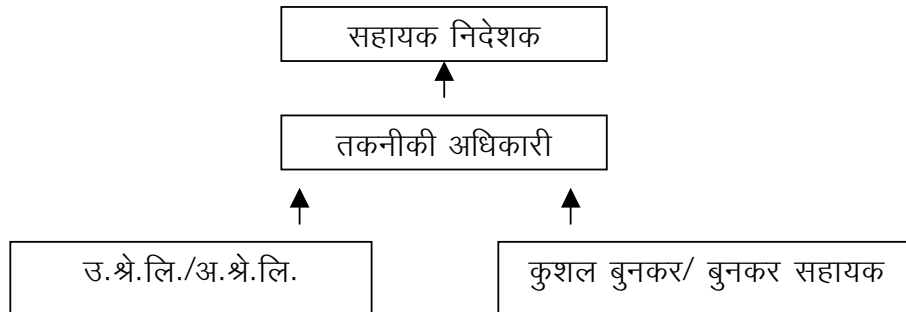 सहायक निदेशक
तकनीकी अधिकारी
उ.श्रे.लि./अ.श्रे.लि.
कुशल बुनकर/ बुनकर सहायक